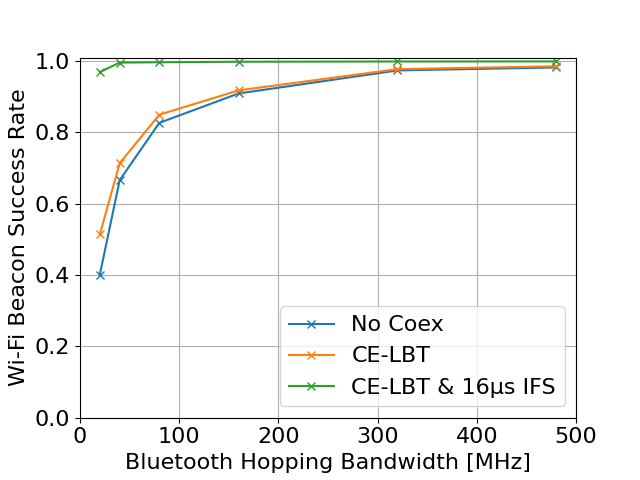 1.0
0.8
0.6
0.4
0.2
0.0
Wi-Fi Beacon Success Rate
No Coex
CE-LBT
CE-LBT & 16µs IFS
0 100 200 300 400 500
Bluetooth Hopping Bandwidth [MHz]